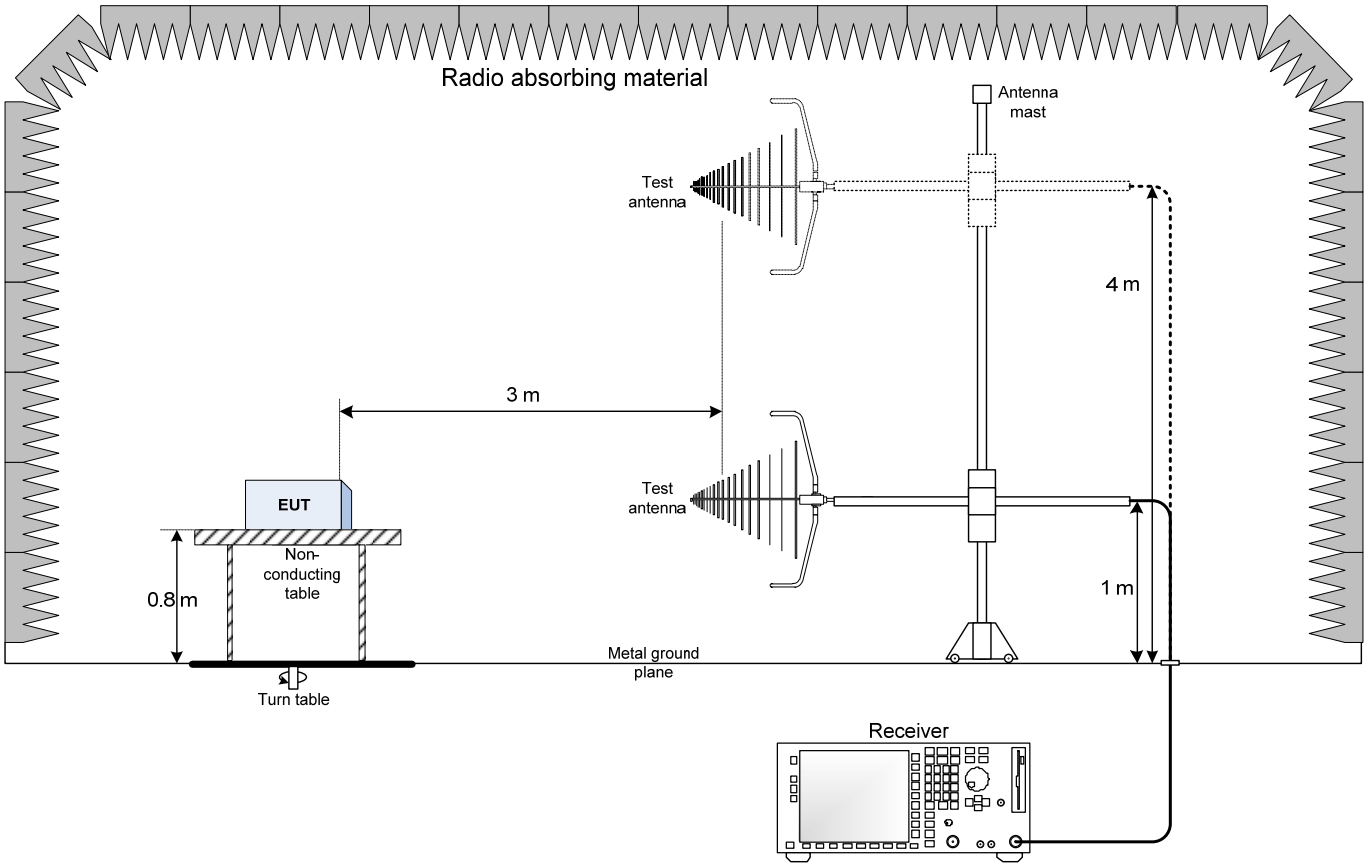 Radio absorbing material
Antenna
mast
Test
antenna
4 m
3 m
Test
antenna
EUT
Non-
conducting
table
0.8 m
1 m
Metal ground
plane
Turn table
Receiver